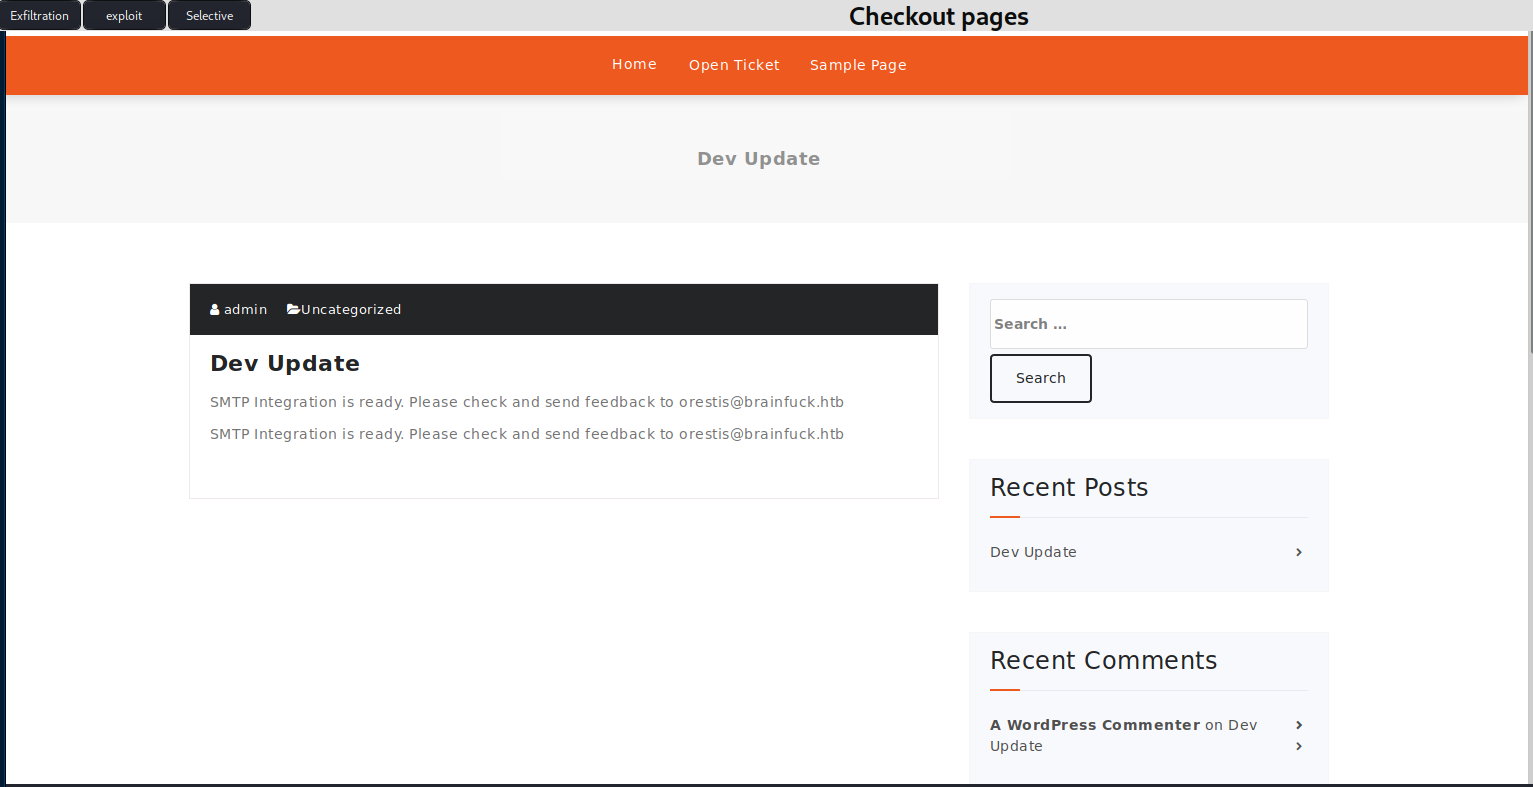 Exfiltration exploit Selective Checkout pages
Home Open Ticket Sample Page
Dev Update
admin Uncategorized
Dev Update
SMTP Integration is ready. Please check and send feedback to orestis@brainfuck.htb
SMTP Integration is ready. Please check and send feedback to orestis@brainfuck.htb
Search ...
Search
Recent Posts
Dev Update
Recent Comments
A WordPress Commenter on Dev
Update